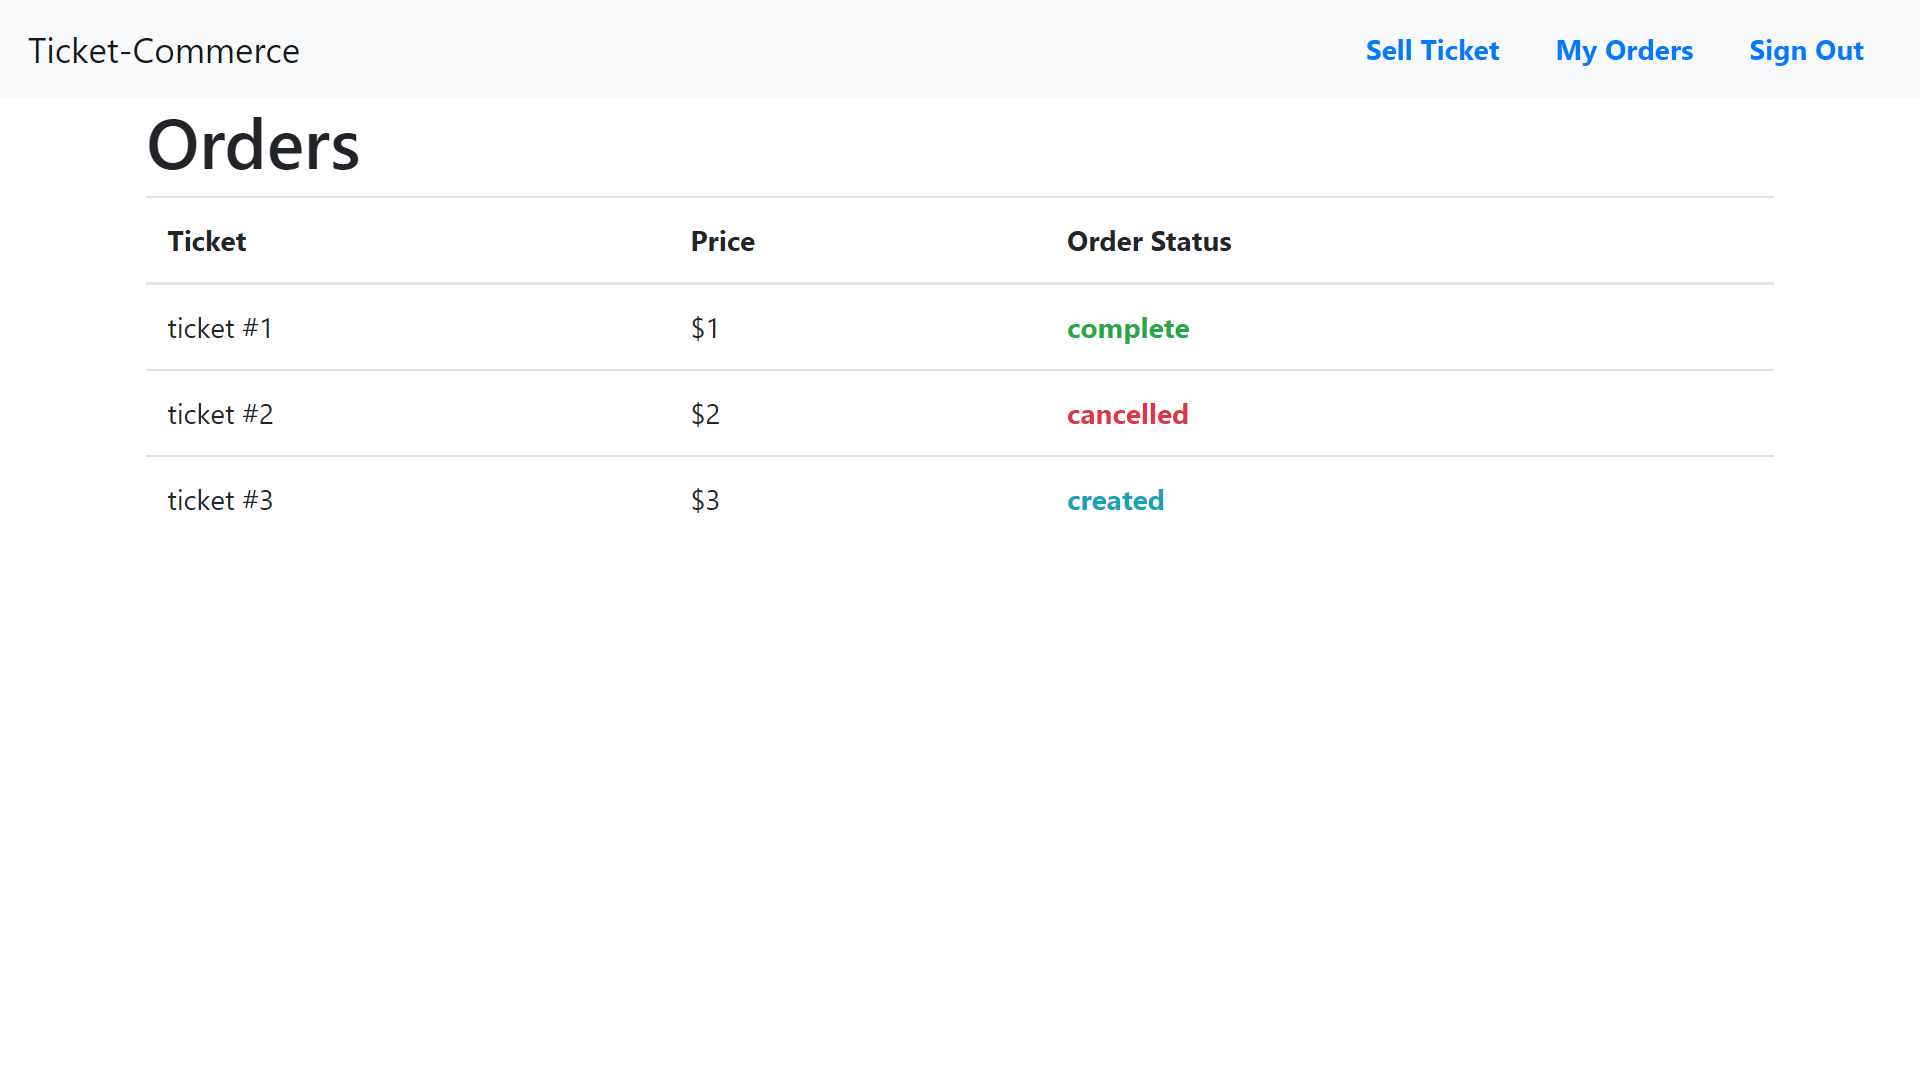 Ticket-Commerce Sell Ticket My Orders Sign Out
Orders
Ticket Price Order Status
ticket #1 $1 complete
ticket #2 $2 cancelled
ticket #3 $3 created